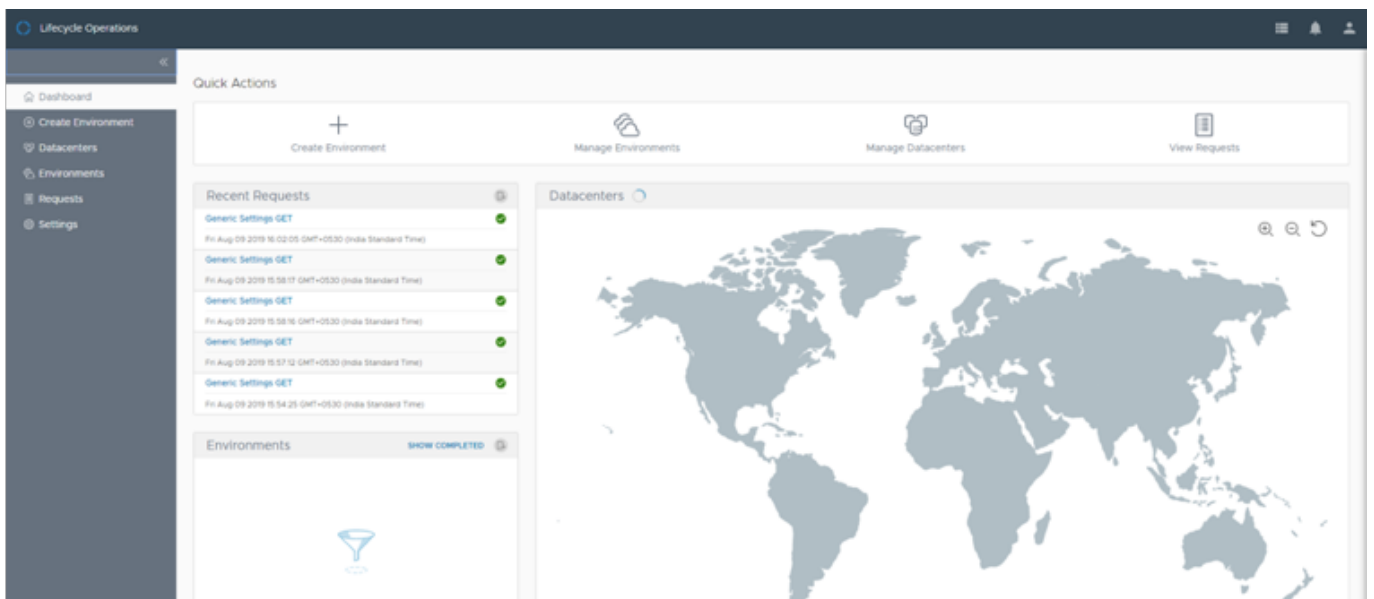 Lifecycle Operations
Dashboard
Create Environment
Datacenters
Environments
Requests
Settings
Quick Actions
Create Environment
Manage Environments
Manage Datacenters
View Requests
Recent Requests
Generic Settings GET
Fri Aug 09 2019 16:02:05 GMT+0530 (India Standard Time)
Generic Settings GET
Fri Aug 09 2019 15:58:17 GMT+0530 (India Standard Time)
Generic Settings GET
Fri Aug 09 2019 15:58:16 GMT+0530 (India Standard Time)
Generic Settings GET
Fri Aug 09 2019 15:57:12 GMT+0530 (India Standard Time)
Generic Settings GET
Fri Aug 09 2019 15:54:25 GMT+0530 (India Standard Time)
Environments
SHOW COMPLETED
Datacenters